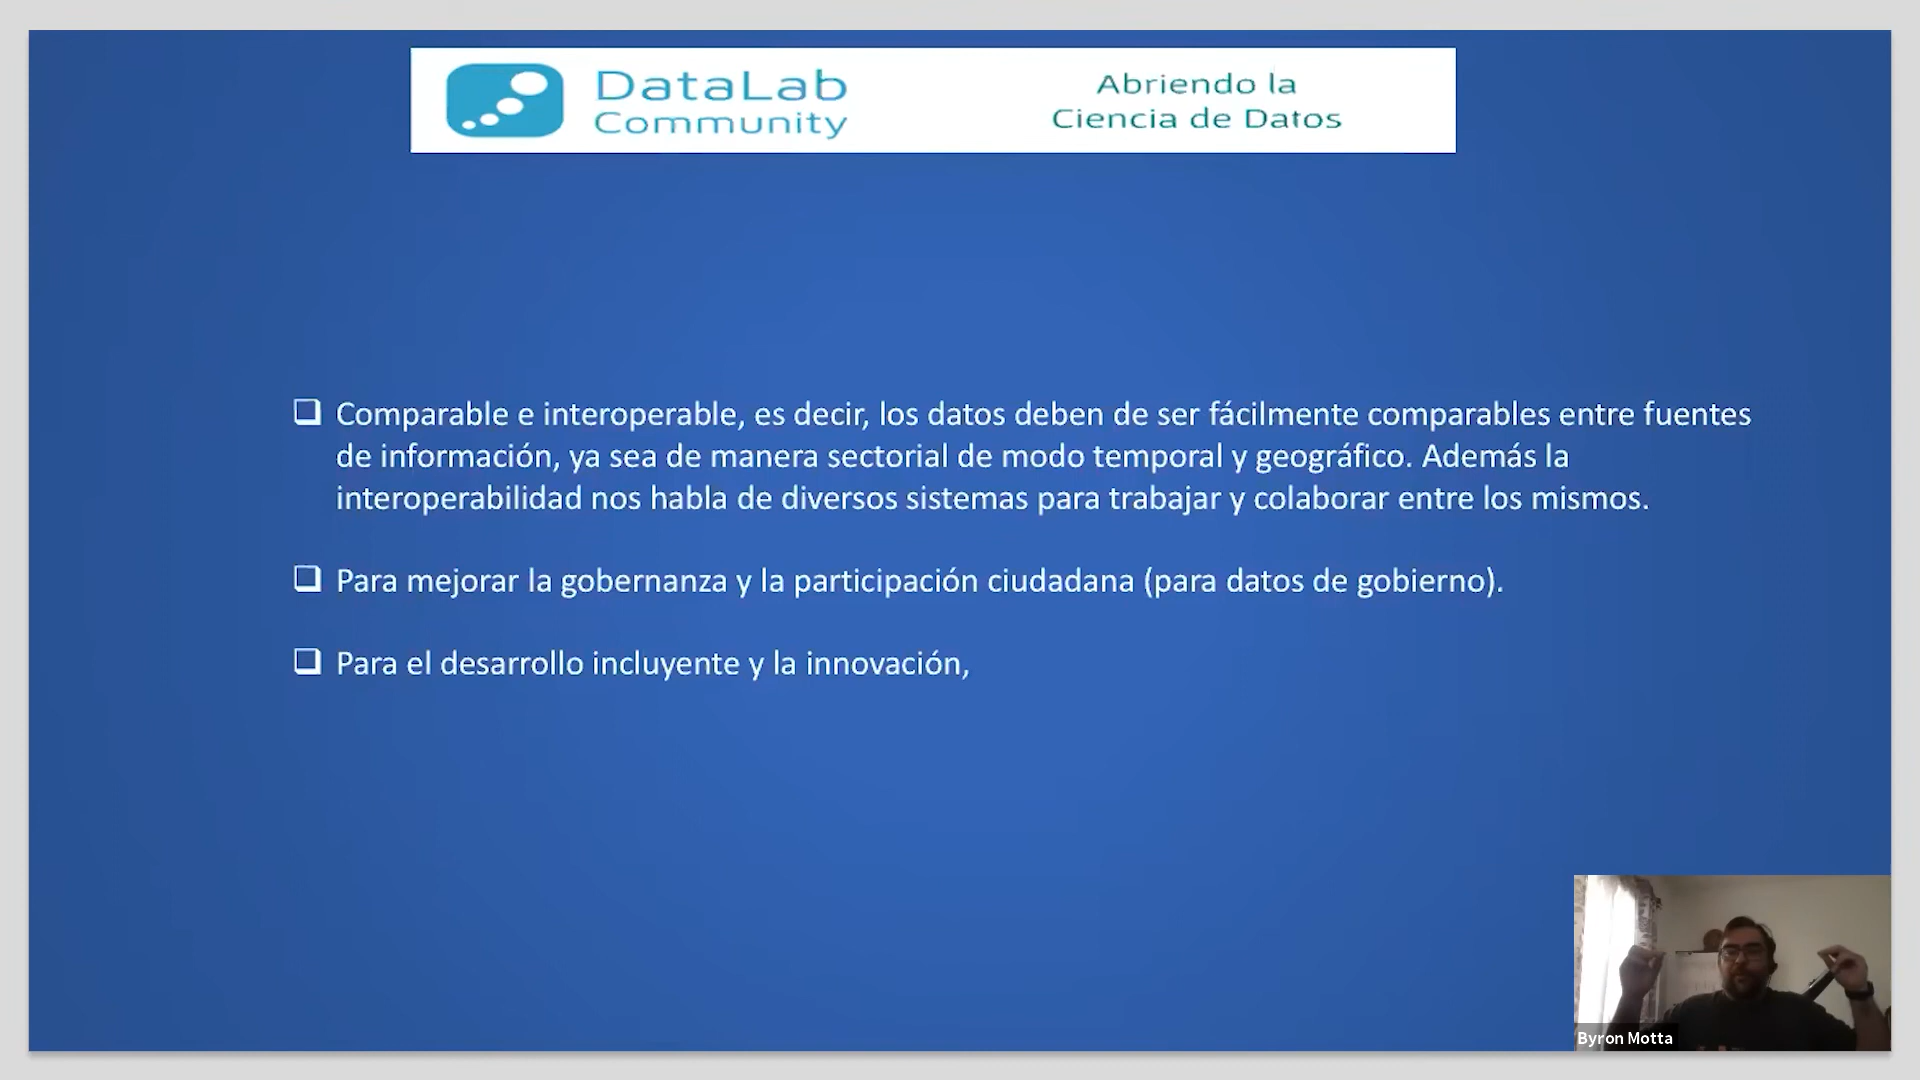 DataLab
Community
Abriendo la
Ciencia de Datos
Comparable e interoperable, es decir, los datos deben de ser fácilmente comparables entre fuentes
de información, ya sea de manera sectorial de modo temporal y geográfico. Además la
interoperabilidad nos habla de diversos sistemas para trabajar y colaborar entre los mismos.
Para mejorar la gobernanza y la participación ciudadana (para datos de gobierno).
Para el desarrollo incluyente y la innovación,
Byron Motta